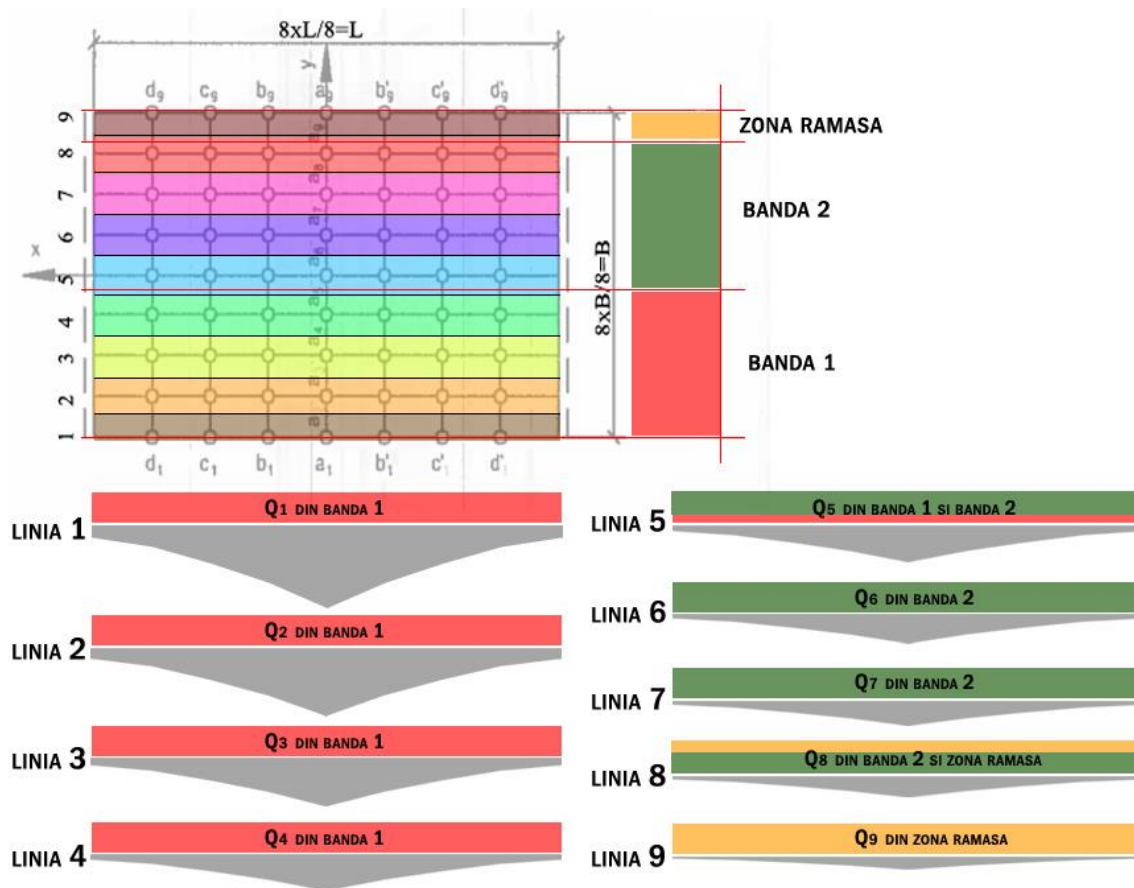 8xL/8=L
y
d₉ c₉ b₉ a₉ b'₉ c'₉ d'₉
9
8
7
6
5
4
3
2
1
x
a₈
a₇
8xB/8=B
d₁ c₁ b₁ a₁ b'₁ c'₁ d'₁
ZONA RAMASA
BANDA 2
BANDA 1
LINIA 1
Q1 DIN BANDA 1
LINIA 2
Q2 DIN BANDA 1
LINIA 3
Q3 DIN BANDA 1
LINIA 4
Q4 DIN BANDA 1
LINIA 5
Q5 DIN BANDA 1 SI BANDA 2
LINIA 6
Q6 DIN BANDA 2
LINIA 7
Q7 DIN BANDA 2
LINIA 8
Q8 DIN BANDA 2 SI ZONA RAMASA
LINIA 9
Q9 DIN ZONA RAMASA